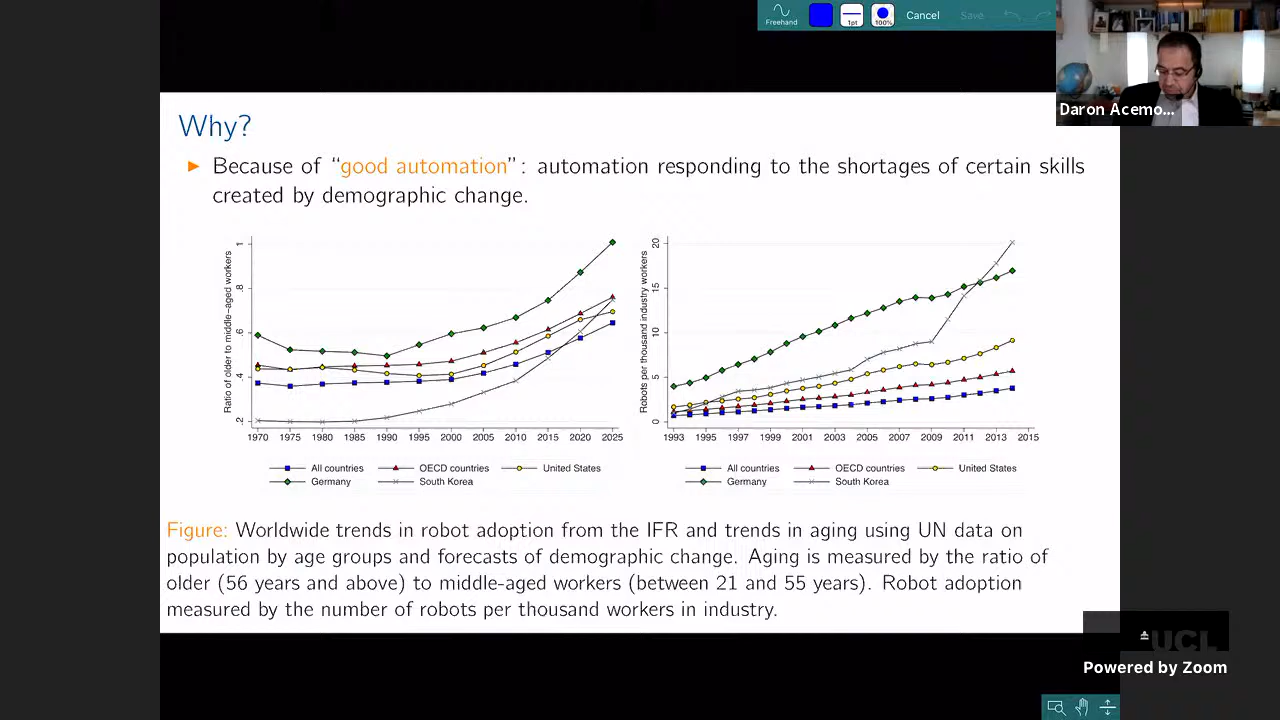 Freehand
1pt
100%
Cancel
Save
Daron Acemo...
Why?
Because of “good automation”: automation responding to the shortages of certain skills
created by demographic change.
Ratio of older to middle−aged workers
1
.8
.6
.4
.2
1970 1975 1980 1985 1990 1995 2000 2005 2010 2015 2020 2025
All countries OECD countries United States
Germany South Korea
Robots per thousand industry workers
20
15
10
5
0
1993 1995 1997 1999 2001 2003 2005 2007 2009 2011 2013 2015
All countries OECD countries United States
Germany South Korea
Figure: Worldwide trends in robot adoption from the IFR and trends in aging using UN data on
population by age groups and forecasts of demographic change. Aging is measured by the ratio of
older (56 years and above) to middle-aged workers (between 21 and 55 years). Robot adoption
measured by the number of robots per thousand workers in industry.
UCL
Powered by Zoom